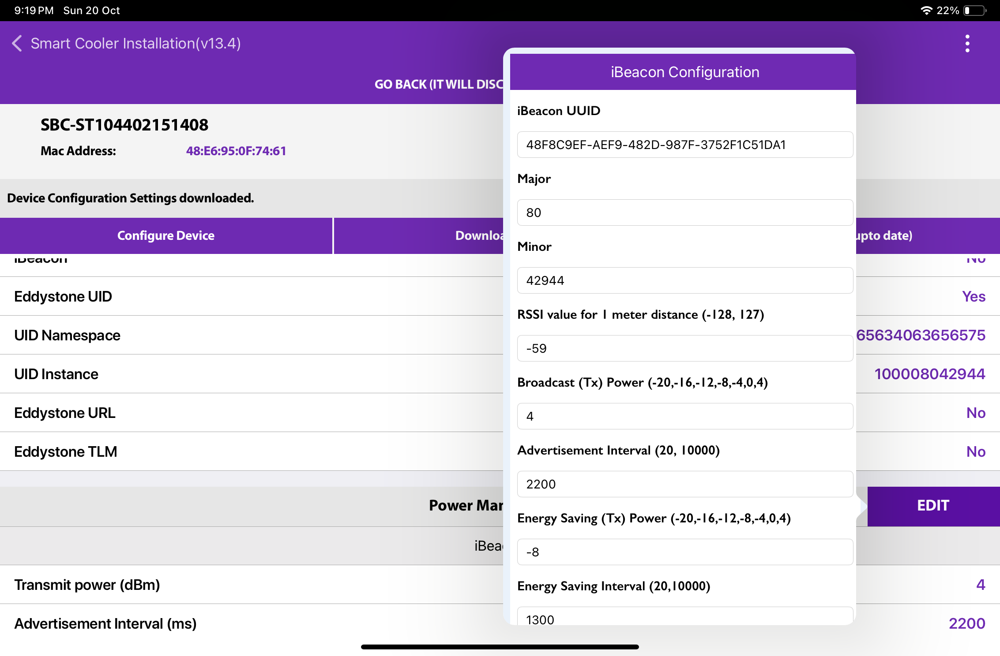 9:19 PM Sun 20 Oct
22%
Smart Cooler Installation(v13.4)
GO BACK (IT WILL DISC
SBC-ST104402151408
Mac Address: 48:E6:95:0F:74:61
Device Configuration Settings downloaded.
Configure Device
Downloa
upto date)
iBeacon No
Eddystone UID Yes
UID Namespace 65634063656575
UID Instance 100008042944
Eddystone URL No
Eddystone TLM No
Power Mar
EDIT
iBea
Transmit power (dBm) 4
Advertisement Interval (ms) 2200
iBeacon Configuration
iBeacon UUID
48F8C9EF-AEF9-482D-987F-3752F1C51DA1
Major
80
Minor
42944
RSSI value for 1 meter distance (-128, 127)
-59
Broadcast (Tx) Power (-20,-16,-12,-8,-4,0,4)
4
Advertisement Interval (20, 10000)
2200
Energy Saving (Tx) Power (-20,-16,-12,-8,-4,0,4)
-8
Energy Saving Interval (20,10000)
1300